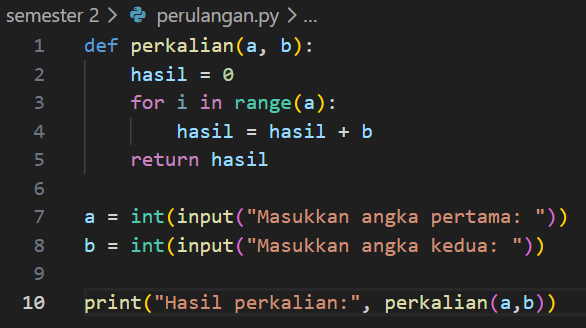 semester 2 > perulangan.py > ...
1 def perkalian(a, b):
2     hasil = 0
3     for i in range(a):
4         hasil = hasil + b
5     return hasil
6
7 a = int(input("Masukkan angka pertama: "))
8 b = int(input("Masukkan angka kedua: "))
9
10 print("Hasil perkalian:", perkalian(a,b))